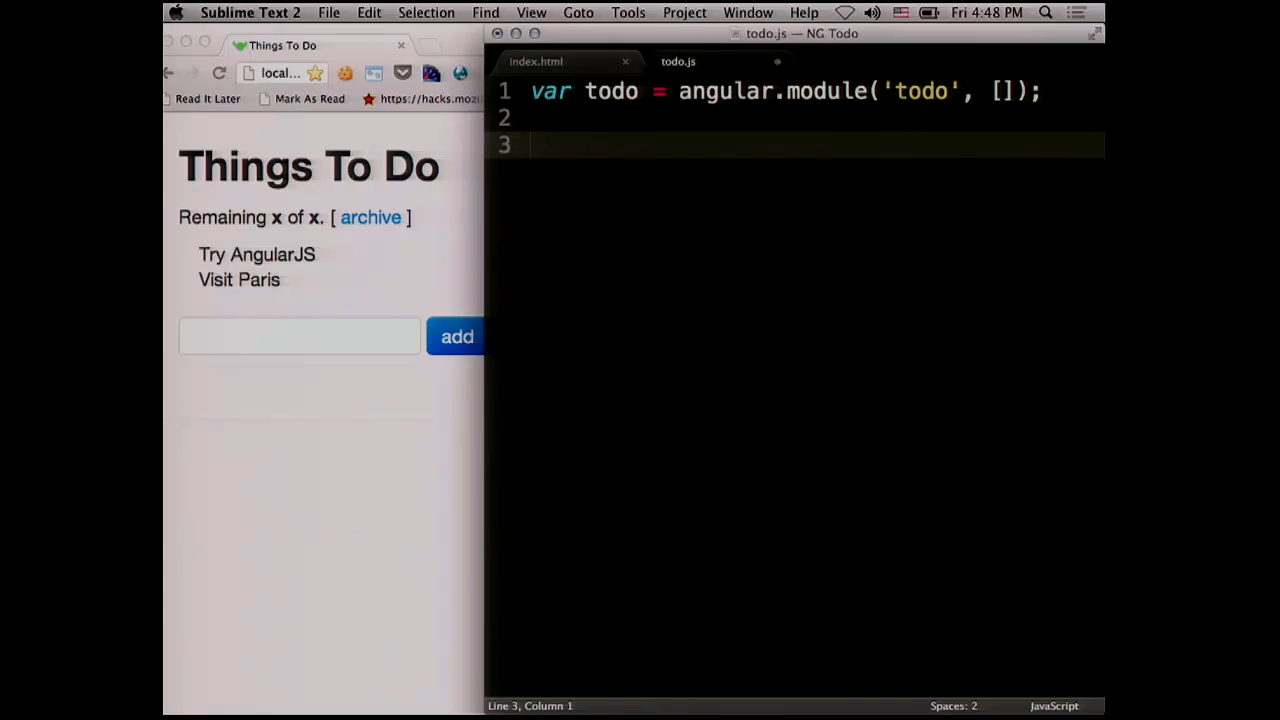 Sublime Text 2 File Edit Selection Find View Goto Tools Project Window Help Fri 4:48 PM
Things To Do
local...
Read It Later Mark As Read https://hacks.mozi
Things To Do
Remaining x of x. [ archive ]
Try AngularJS
Visit Paris
add
todo.js — NG Todo
index.html todo.js
1 var todo = angular.module('todo', []);
2
3
Line 3, Column 1 Spaces: 2 JavaScript